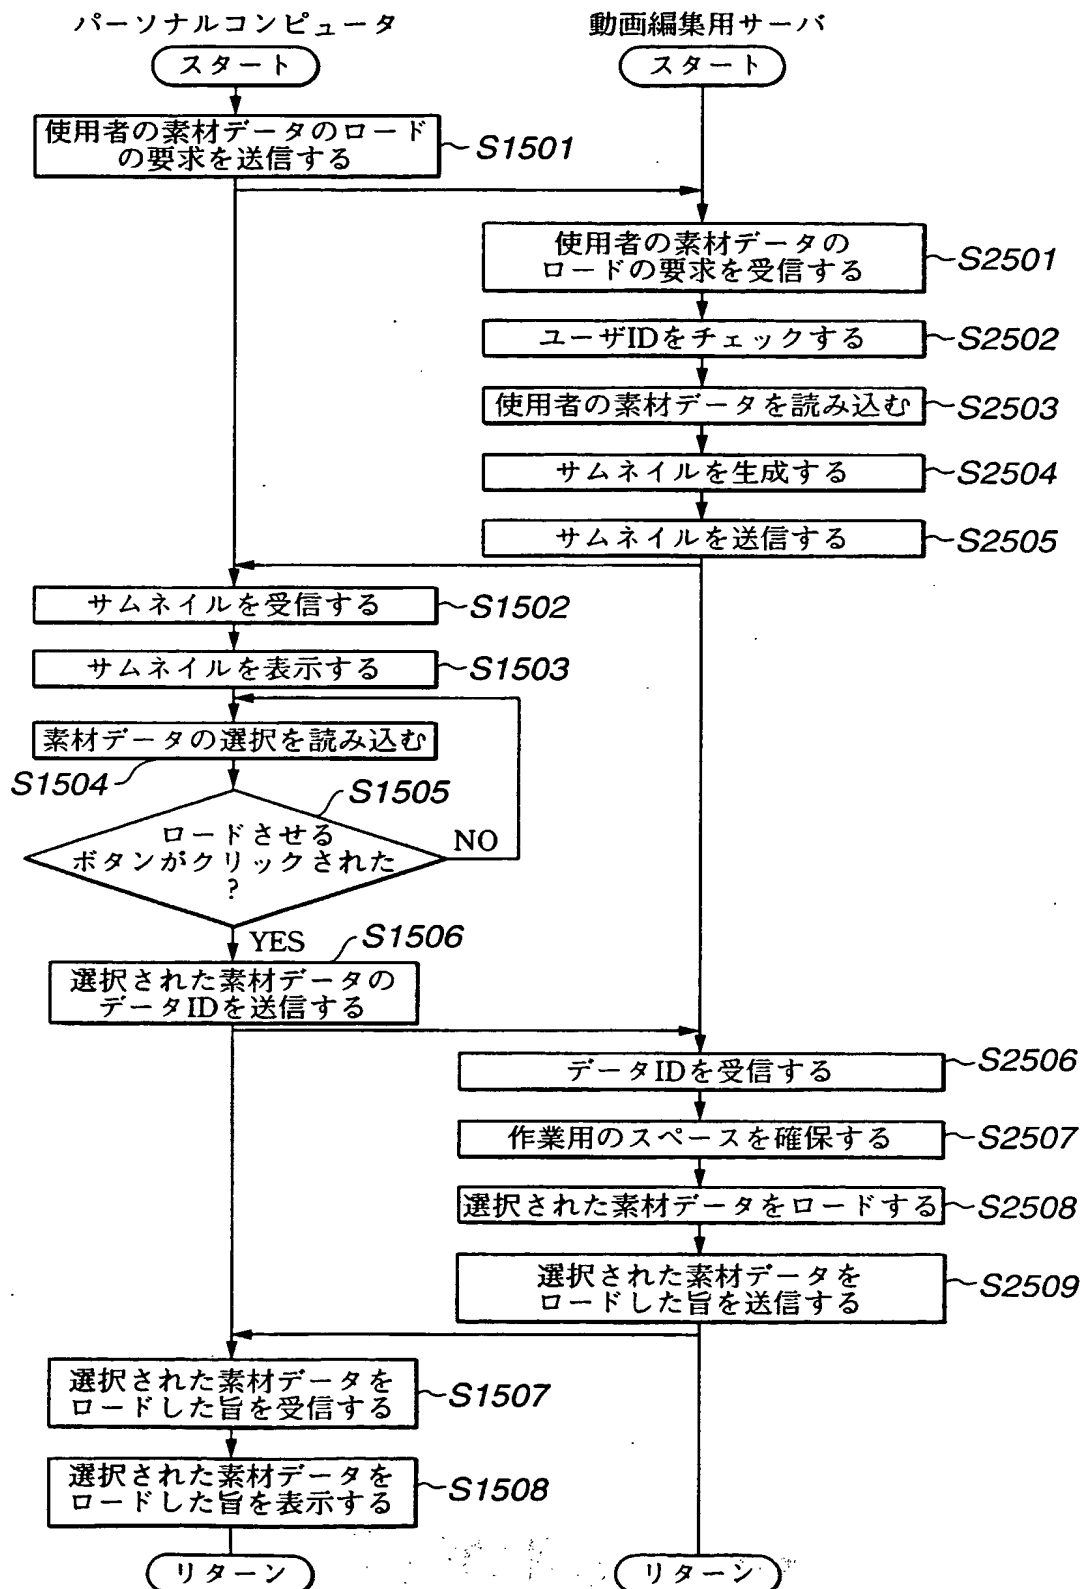 パーソナルコンピュータ
動画編集用サーバ
スタート
スタート
使用者の素材データのロード
の要求を送信する
S1501
使用者の素材データの
ロードの要求を受信する
S2501
ユーザIDをチェックする
S2502
使用者の素材データを読み込む
S2503
サムネイルを生成する
S2504
サムネイルを送信する
S2505
サムネイルを受信する
S1502
サムネイルを表示する
S1503
素材データの選択を読み込む
S1504
S1505
ロードさせる
ボタンがクリックされた
?
NO
YES
S1506
選択された素材データの
データIDを送信する
データIDを受信する
S2506
作業用のスペースを確保する
S2507
選択された素材データをロードする
S2508
選択された素材データを
ロードした旨を送信する
S2509
選択された素材データを
ロードした旨を受信する
S1507
選択された素材データを
ロードした旨を表示する
S1508
リターン
リターン